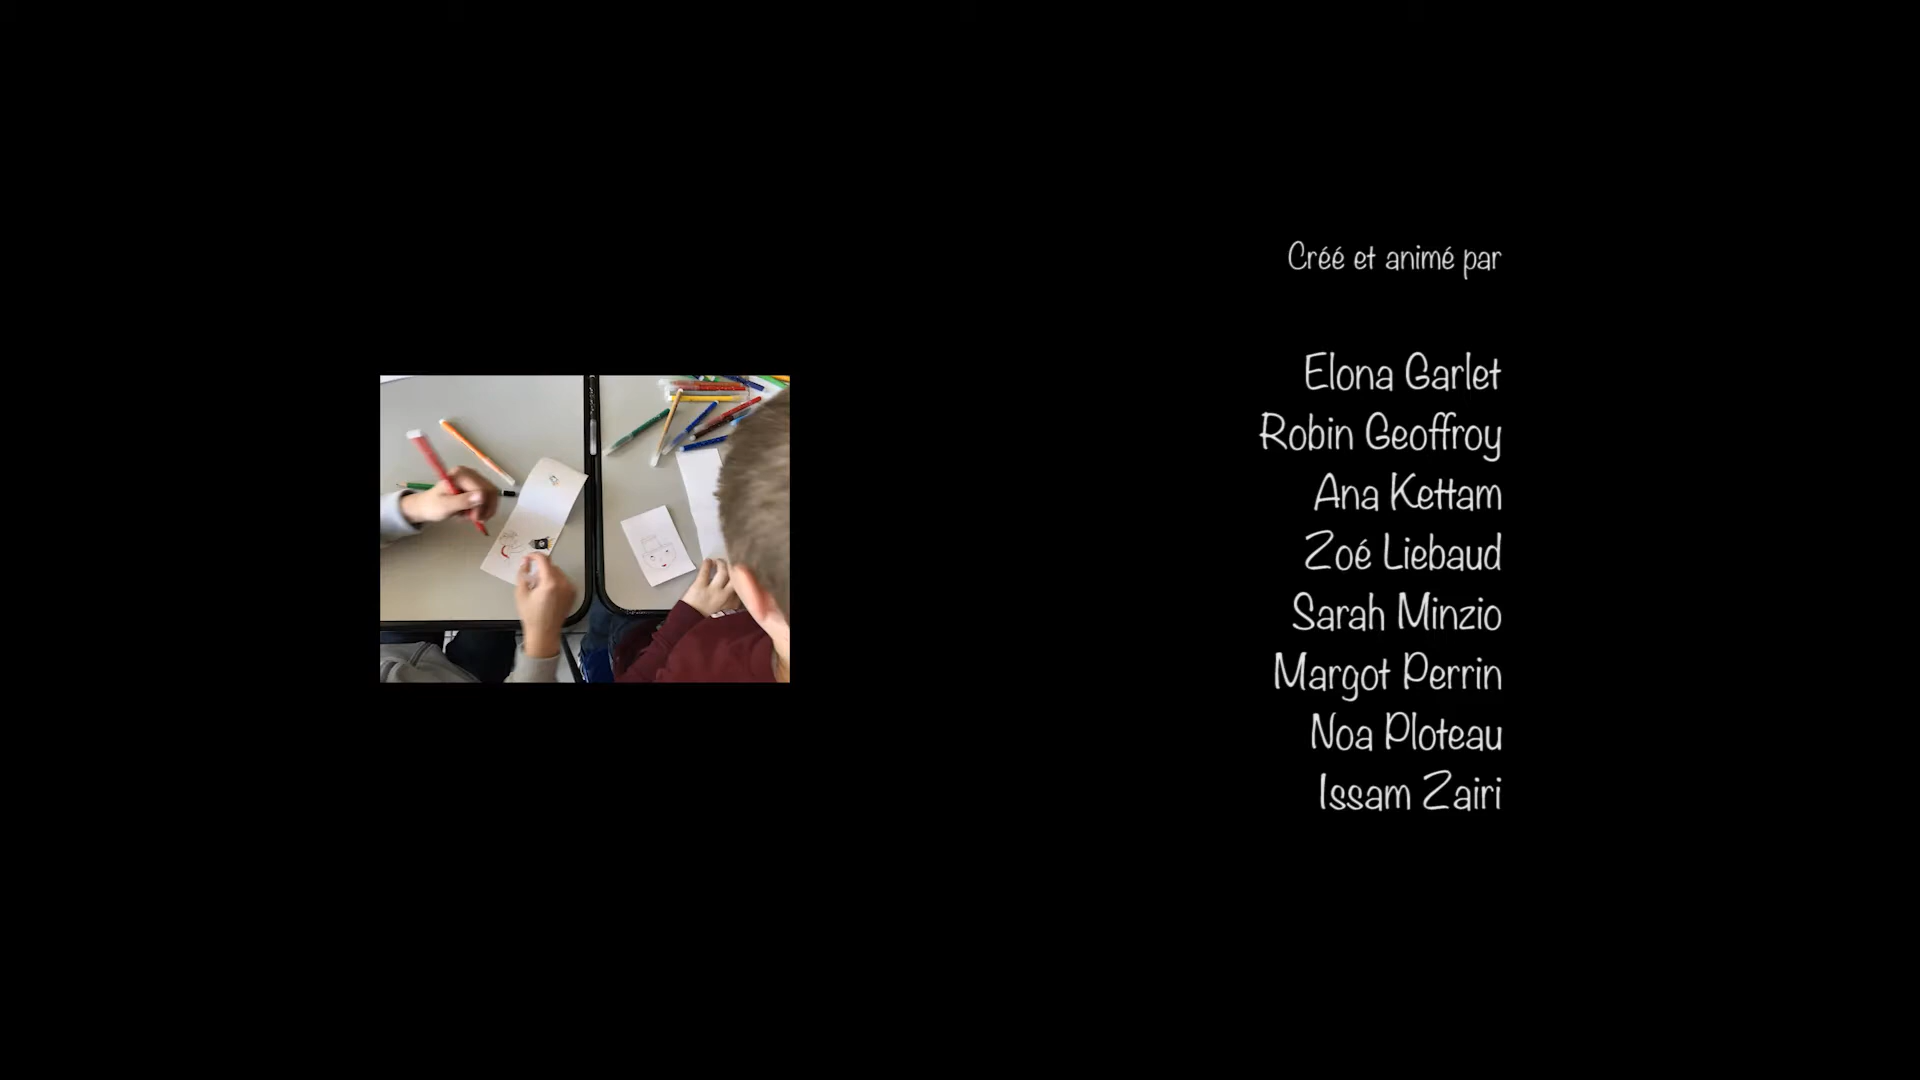 Créé et animé par
Elona Garlet
Robin Geoffroy
Ana Kettam
Zoé Liebaud
Sarah Minzio
Margot Perrin
Noa Ploteau
Issam Zairi